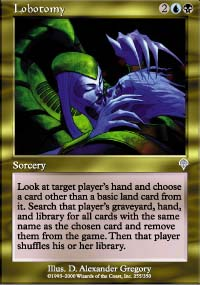 Lobotomy
2
Sorcery
Look at target player's hand and choose
a card other than a basic land card
from it. Search that player's graveyard, hand,
and library for all cards with the same
name as the chosen card and remove
them from the game. Then that player
shuffles his or her library.
Illus. D. Alexander Gregory
©1993-2000 Wizards of the Coast, Inc. 255/350